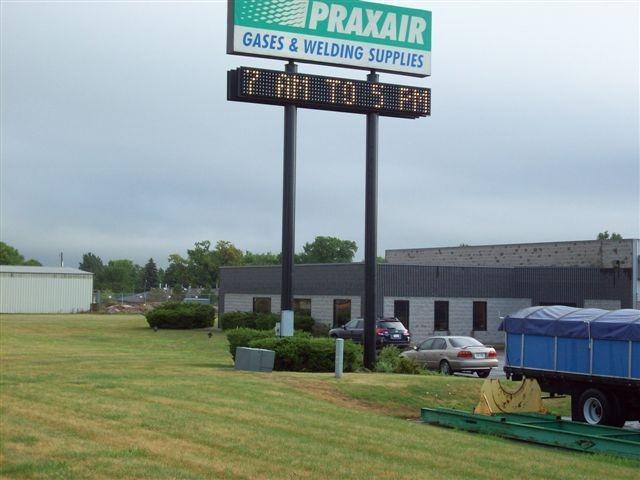 PRAXAIR
GASES & WELDING SUPPLIES
7 AM TO 5 PM